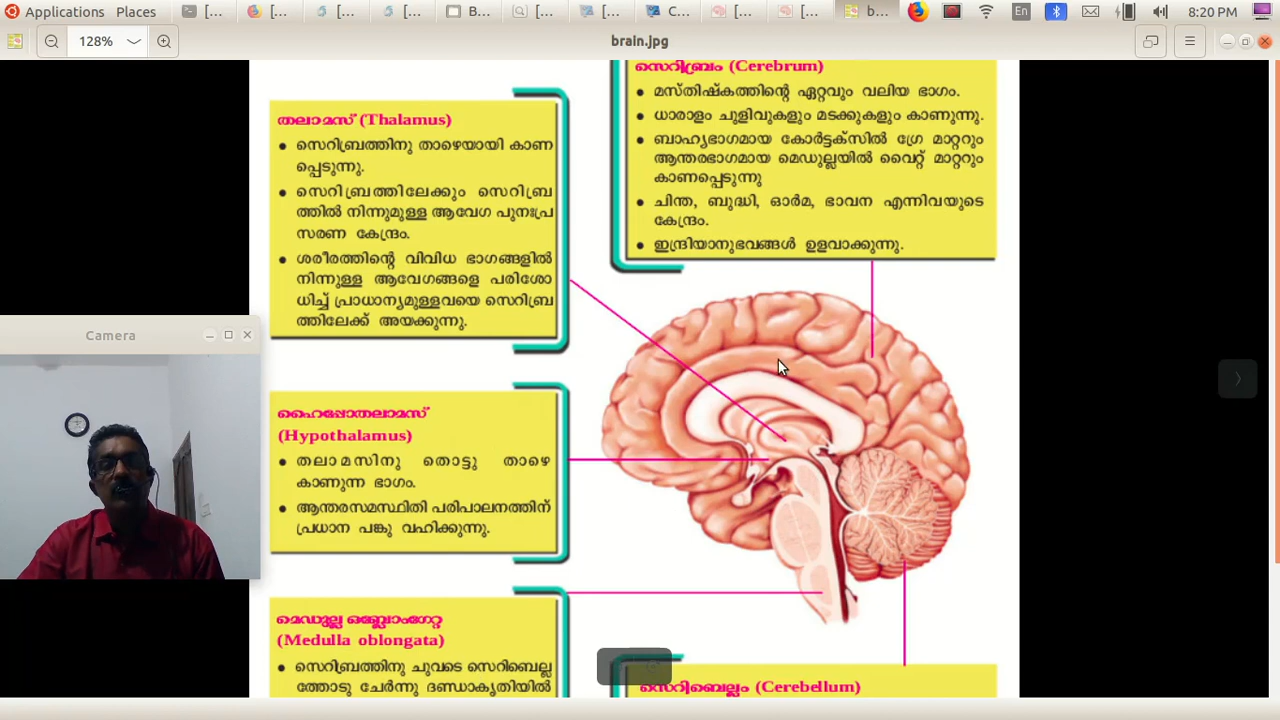 Applications Places
[... [... [... [... B... [... [... C... [... [... b... En 8:20 PM
128%
brain.jpg
സെറിബ്രം (Cerebrum)
• മസ്തിഷ്കത്തിന്റെ ഏറ്റവും വലിയ ഭാഗം.
• ധാരാളം ചുളിവുകളും മടക്കുകളും കാണുന്നു.
• ബാഹ്യഭാഗമായ കോർട്ടക്സിൽ ഗ്രേ മാറ്ററും
ആന്തരഭാഗമായ മെഡുല്ലയിൽ വൈറ്റ് മാറ്ററും
കാണപ്പെടുന്നു
• ചിന്ത, ബുദ്ധി, ഓർമ, ഭാവന എന്നിവയുടെ
കേന്ദ്രം.
• ഇന്ദ്രിയാനുഭവങ്ങൾ ഉളവാക്കുന്നു.
തലാമസ് (Thalamus)
• സെറിബ്രത്തിനു താഴെയായി കാണ
പ്പെടുന്നു.
• സെറിബ്രത്തിലേക്കും സെറിബ്ര
ത്തിൽ നിന്നുമുള്ള ആവേഗ പുനഃപ്ര
സരണ കേന്ദ്രം.
• ശരീരത്തിന്റെ വിവിധ ഭാഗങ്ങളിൽ
നിന്നുള്ള ആവേഗങ്ങളെ പരിശോ
ധിച്ച് പ്രാധാന്യമുള്ളവയെ സെറിബ്ര
ത്തിലേക്ക് അയക്കുന്നു.
Camera
ഹൈപ്പോതലാമസ്
(Hypothalamus)
• തലാമസിനു തൊട്ടു താഴെ
കാണുന്ന ഭാഗം.
• ആന്തരസമസ്ഥിതി പരിപാലനത്തിന്
പ്രധാന പങ്കു വഹിക്കുന്നു.
മെഡുല്ല ഒബ്ലോംഗേറ്റ
(Medulla oblongata)
• സെറിബ്രത്തിനു ചുവടെ സെറിബെല്ല
ത്തോടു ചേർന്നു ദണ്ഡാകൃതിയിൽ
സെറിബെല്ലം (Cerebellum)